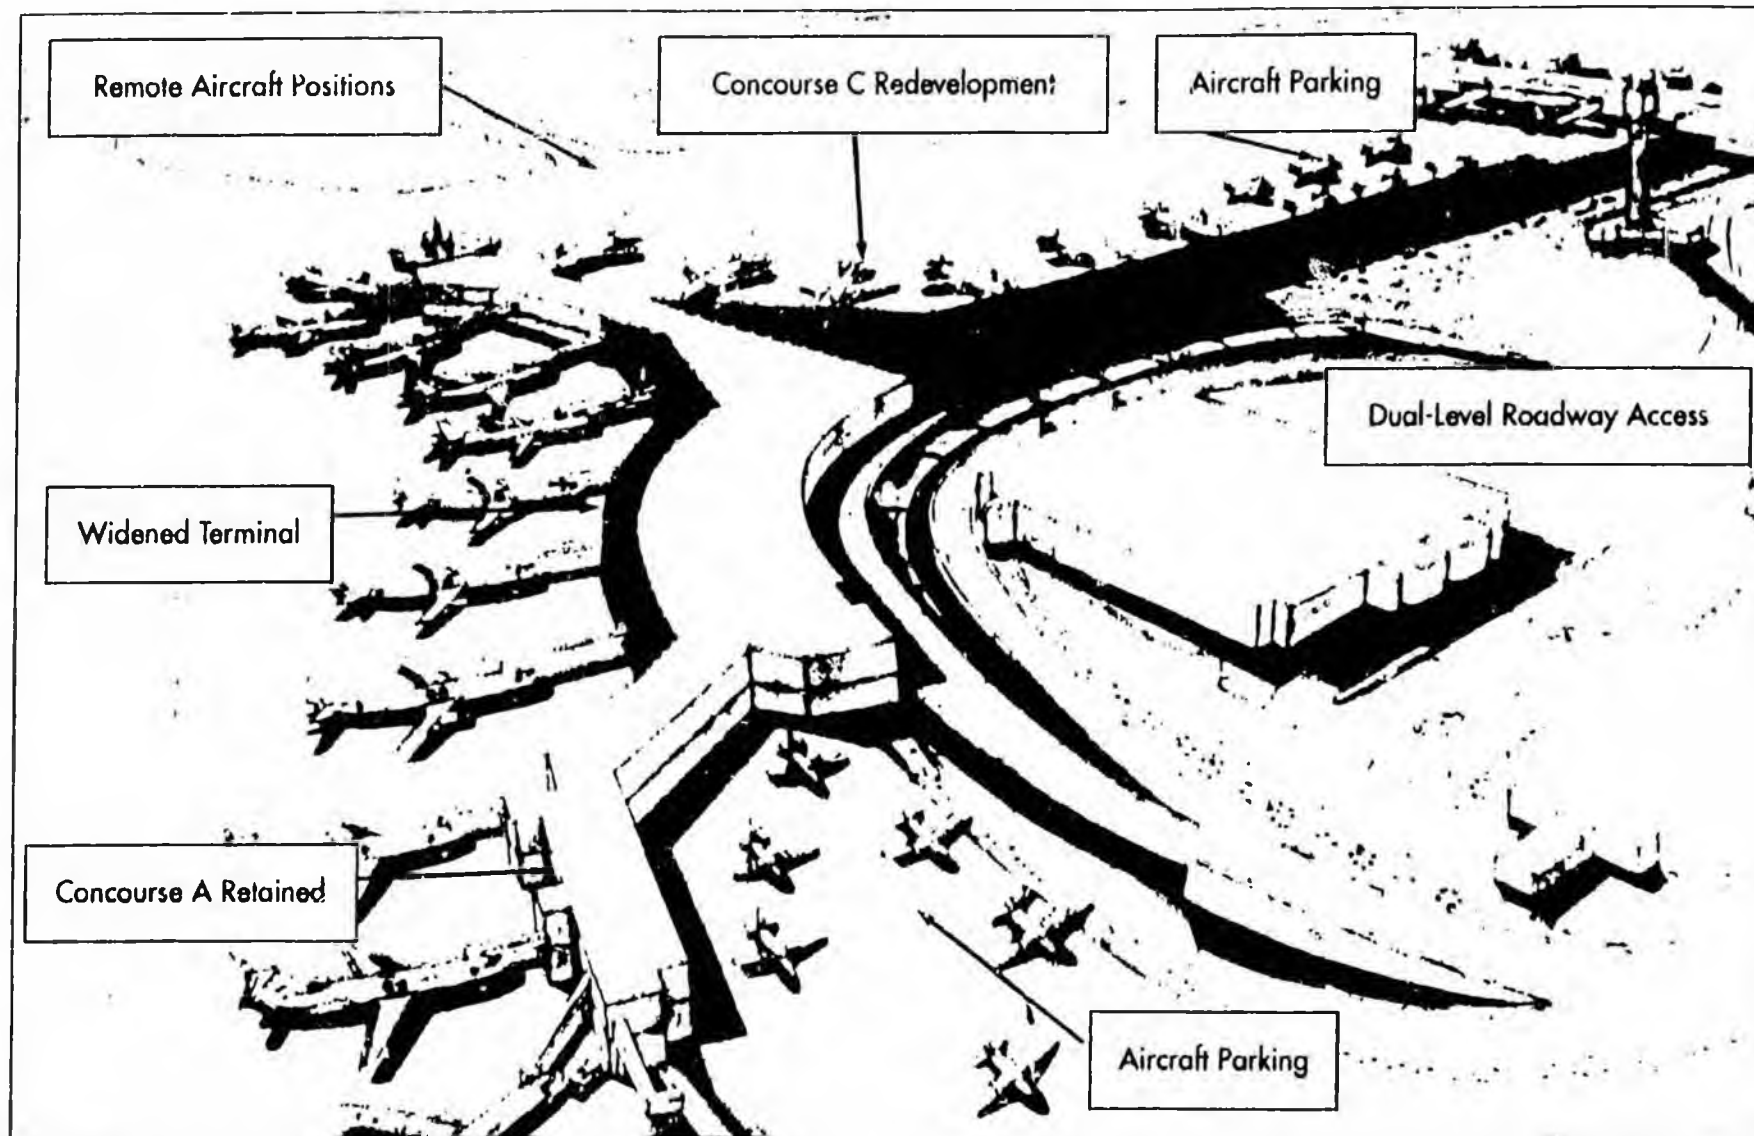 Remote Aircraft Positions
Concourse C Redevelopment
Aircraft Parking
Dual-Level Roadway Access
Widened Terminal
Concourse A Retained
Aircraft Parking